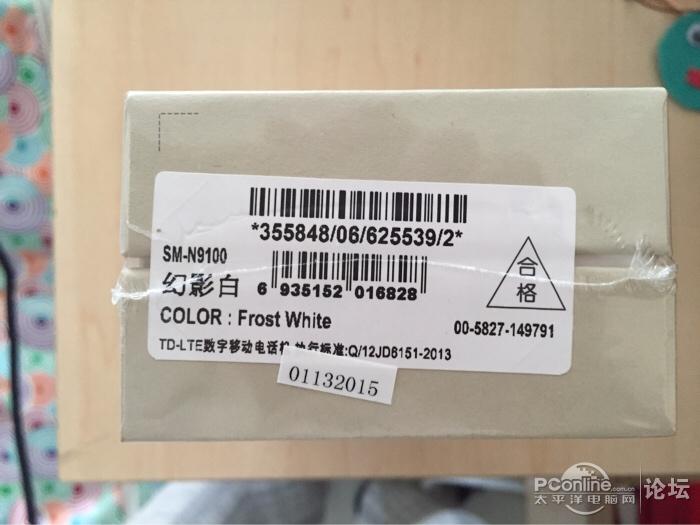 *355848/06/625539/2*
SM-N9100
幻影白
6 935152 016828
合格
COLOR : Frost White
00-5827-149791
TD-LTE数字移动电话机 执行标准:Q/12JD6151-2013
01132015
PConline
www.pconline.com.cn
太平洋电脑网
论坛